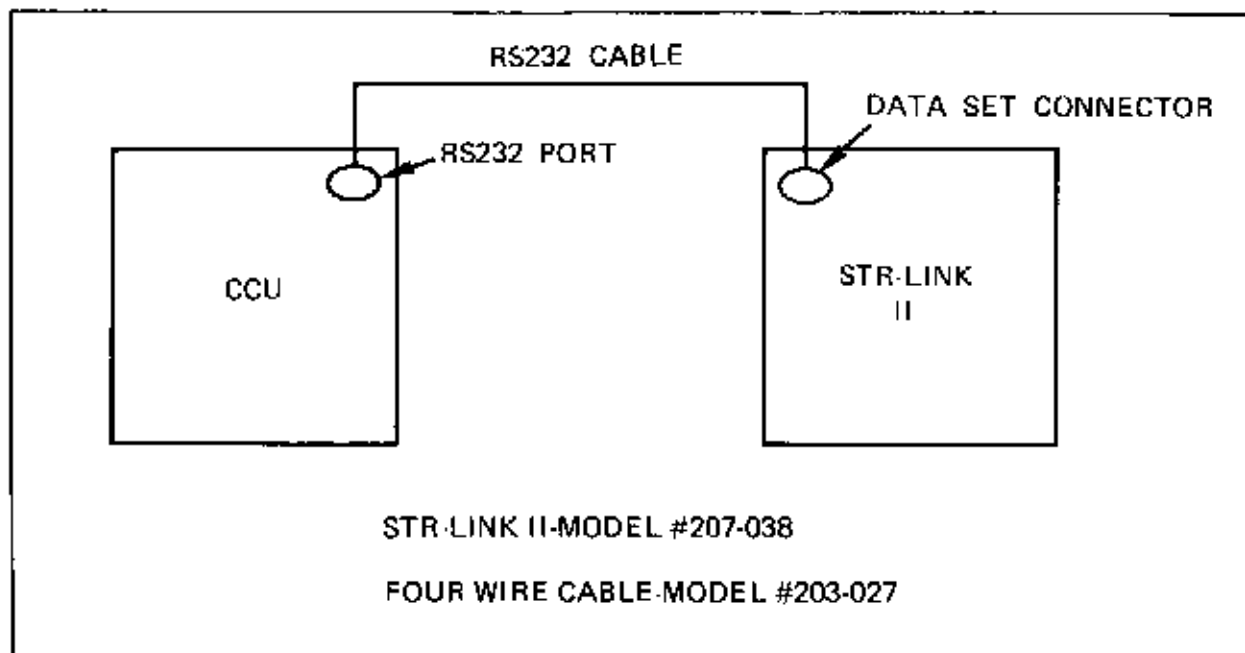 RS232 CABLE
DATA SET CONNECTOR
RS232 PORT
CCU
STR-LINK
II
STR-LINK II-MODEL #207-038
FOUR WIRE CABLE-MODEL #203-027